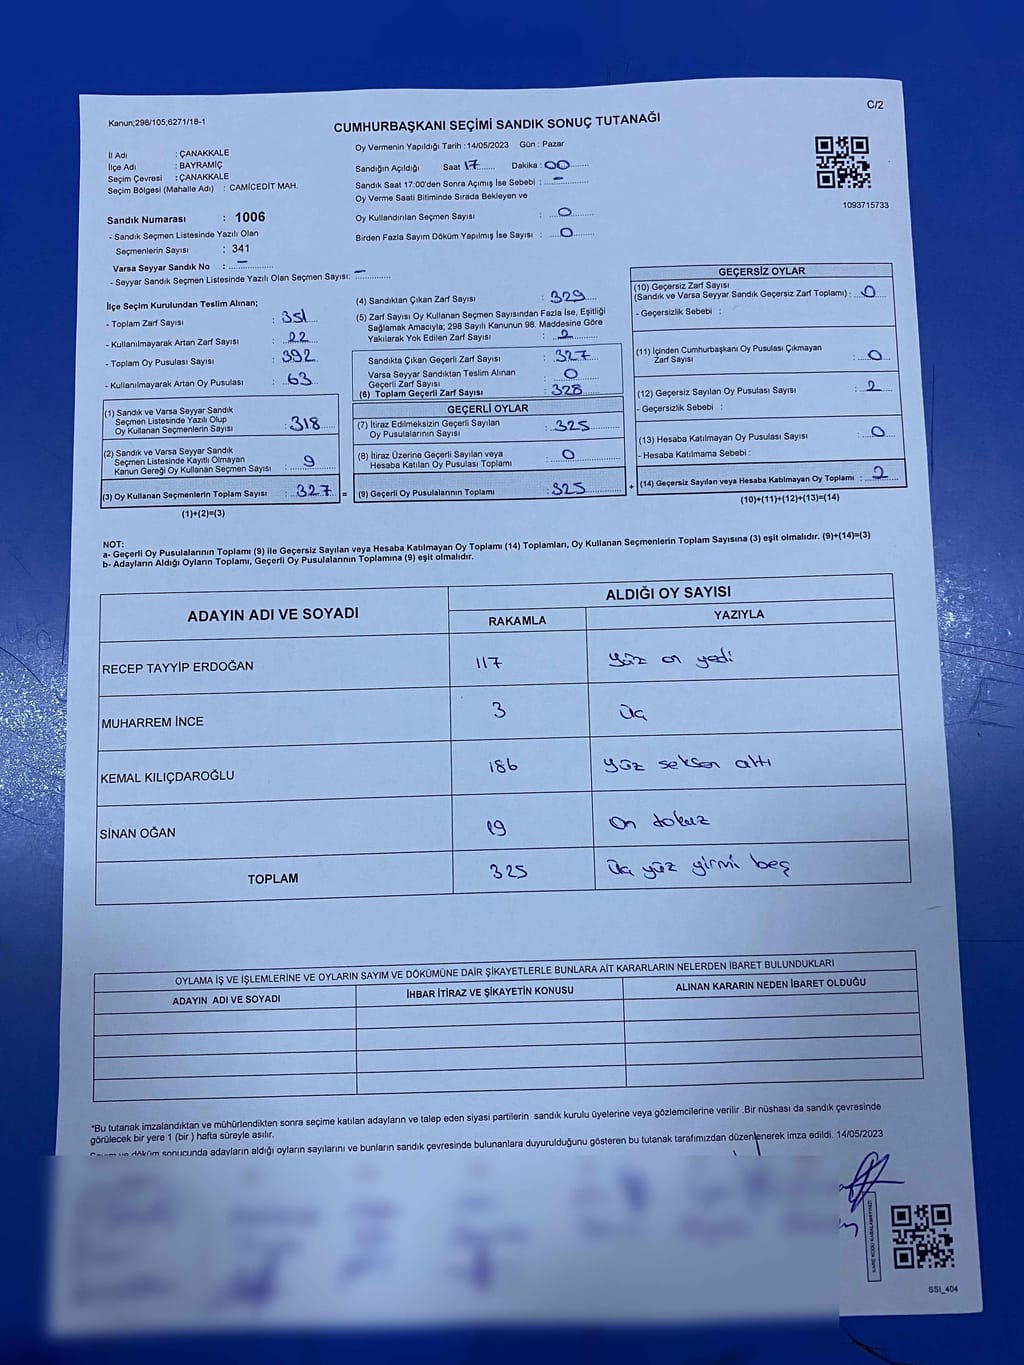 Kanun;298/105;6271/18-1
C/2
CUMHURBAŞKANI SEÇİMİ SANDIK SONUÇ TUTANAĞI
İl Adı : ÇANAKKALE
İlçe Adı : BAYRAMİÇ
Seçim Çevresi : ÇANAKKALE
Seçim Bölgesi (Mahalle Adı) : CAMİCEDİT MAH.
Sandık Numarası : 1006
- Sandık Seçmen Listesinde Yazılı Olan
Seçmenlerin Sayısı : 341
Varsa Seyyar Sandık No : –
- Seyyar Sandık Seçmen Listesinde Yazılı Olan Seçmen Sayısı: –
Oy Vermenin Yapıldığı Tarih :14/05/2023 Gün : Pazar
Sandığın Açıldığı Saat 17 Dakika : 00
Sandık Saat 17:00'den Sonra Açımış İse Sebebi : –
Oy Verme Saati Bitiminde Sırada Bekleyen ve
Oy Kullandırılan Seçmen Sayısı : 0
Birden Fazla Sayım Döküm Yapılmış İse Sayısı : 0
1093715733
İlçe Seçim Kurulundan Teslim Alınan;
- Toplam Zarf Sayısı : 351
- Kullanılmayarak Artan Zarf Sayısı : 22
- Toplam Oy Pusulası Sayısı : 392
- Kullanılmayarak Artan Oy Pusulası : 63
(1) Sandık ve Varsa Seyyar Sandık
Seçmen Listesinde Yazılı Olup
Oy Kullanan Seçmenlerin Sayısı : 318
(2) Sandık ve Varsa Seyyar Sandık
Seçmen Listesinde Kayıtlı Olmayan
Kanun Gereği Oy Kullanan Seçmen Sayısı : 9
(3) Oy Kullanan Seçmenlerin Toplam Sayısı : 327 =
(1)+(2)=(3)
(4) Sandıktan Çıkan Zarf Sayısı : 329
(5) Zarf Sayısı Oy Kullanan Seçmen Sayısından Fazla İse, Eşitliği
Sağlamak Amacıyla; 298 Sayılı Kanunun 98. Maddesine Göre
Yakılarak Yok Edilen Zarf Sayısı : 2
Sandıkta Çıkan Geçerli Zarf Sayısı : 327
Varsa Seyyar Sandıktan Teslim Alınan
Geçerli Zarf Sayısı : 0
(6) Toplam Geçerli Zarf Sayısı : 328
GEÇERLİ OYLAR
(7) İtiraz Edilmeksizin Geçerli Sayılan
Oy Pusulalarının Sayısı : 325
(8) İtiraz Üzerine Geçerli Sayılan veya
Hesaba Katılan Oy Pusulası Toplamı : 0
(9) Geçerli Oy Pusulalarının Toplamı : 325 +
GEÇERSİZ OYLAR
(10) Geçersiz Zarf Sayısı
(Sandık ve Varsa Seyyar Sandık Geçersiz Zarf Toplamı) : 0
- Geçersizlik Sebebi :
(11) İçinden Cumhurbaşkanı Oy Pusulası Çıkmayan
Zarf Sayısı : 0
(12) Geçersiz Sayılan Oy Pusulası Sayısı : 2
- Geçersizlik Sebebi :
(13) Hesaba Katılmayan Oy Pusulası Sayısı : 0
- Hesaba Katılmama Sebebi :
(14) Geçersiz Sayılan veya Hesaba Katılmayan Oy Toplamı : 2
(10)+(11)+(12)+(13)=(14)
NOT:
a- Geçerli Oy Pusulalarının Toplamı (9) ile Geçersiz Sayılan veya Hesaba Katılmayan Oy Toplamı (14) Toplamları, Oy Kullanan Seçmenlerin Toplam Sayısına (3) eşit olmalıdır. (9)+(14)=(3)
b- Adayların Aldığı Oyların Toplamı, Geçerli Oy Pusulalarının Toplamına (9) eşit olmalıdır.
ADAYIN ADI VE SOYADI
ALDIĞI OY SAYISI
RAKAMLA YAZIYLA
RECEP TAYYİP ERDOĞAN 117 yüz on yedi
MUHARREM İNCE 3 üç
KEMAL KILIÇDAROĞLU 186 yüz seksen altı
SİNAN OĞAN 19 on dokuz
TOPLAM 325 üç yüz yirmi beş
OYLAMA İŞ VE İŞLEMLERİNE VE OYLARIN SAYIM VE DÖKÜMÜNE DAİR ŞİKAYETLERLE BUNLARA AİT KARARLARIN NELERDEN İBARET BULUNDUKLARI
ADAYIN ADI VE SOYADI İHBAR İTİRAZ VE ŞİKAYETİN KONUSU ALINAN KARARIN NEDEN İBARET OLDUĞU
*Bu tutanak imzalandıktan ve mühürlendikten sonra seçime katılan adayların ve talep eden siyasi partilerin sandık kurulu üyelerine veya gözlemcilerine verilir .Bir nüshası da sandık çevresinde
görülecek bir yere 1 (bir ) hafta süreyle asılır.
Sayım ve döküm sonucunda adayların aldığı oyların sayılarını ve bunların sandık çevresinde bulunanlara duyurulduğunu gösteren bu tutanak tarafımızdan düzenlenerek imza edildi. 14/05/2023
KARE KODU KARALAMAYINIZ!
SSI_404